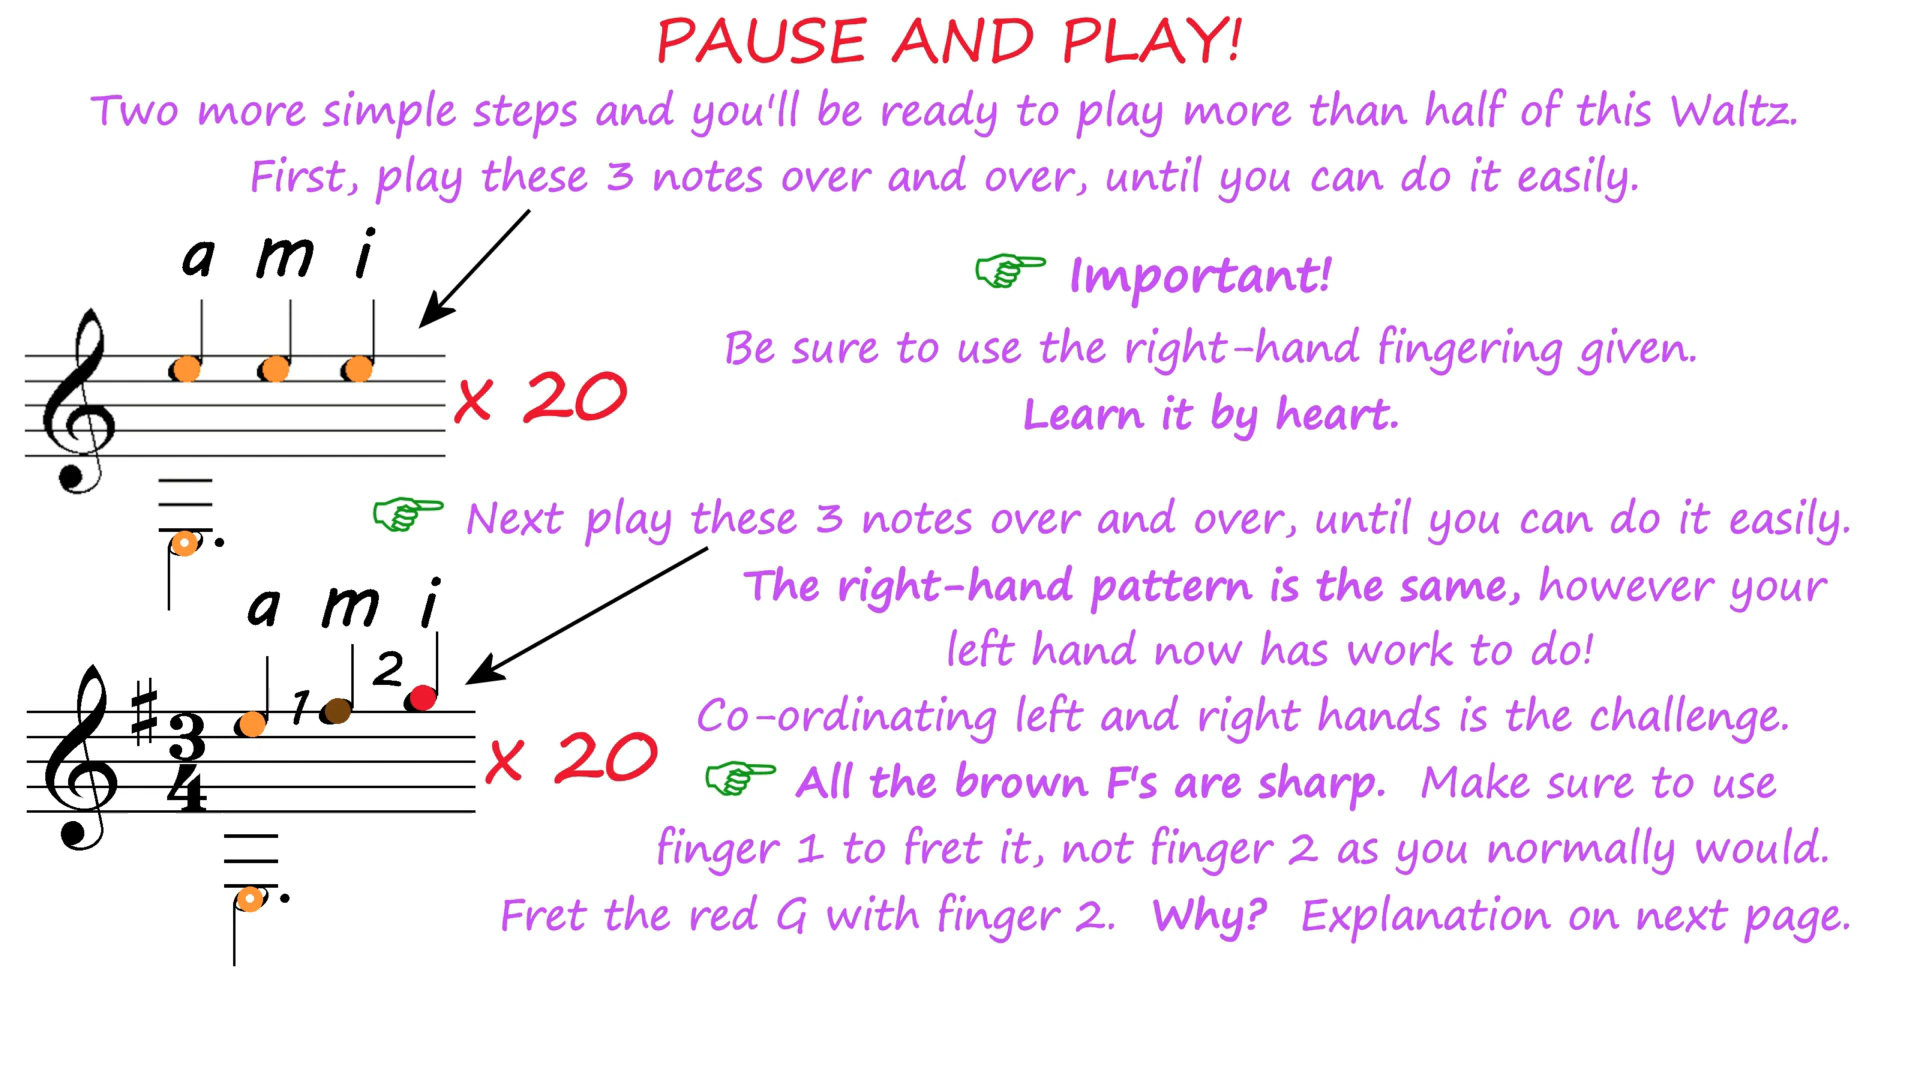 PAUSE AND PLAY!
Two more simple steps and you'll be ready to play more than half of this Waltz.
First, play these 3 notes over and over, until you can do it easily.
a m i
x 20
Important!
Be sure to use the right-hand fingering given.
Learn it by heart.
Next play these 3 notes over and over, until you can do it easily.
The right-hand pattern is the same, however your
left hand now has work to do!
a m i
1 2
3
4
x 20
Co-ordinating left and right hands is the challenge.
All the brown F's are sharp. Make sure to use
finger 1 to fret it, not finger 2 as you normally would.
Fret the red G with finger 2. Why? Explanation on next page.